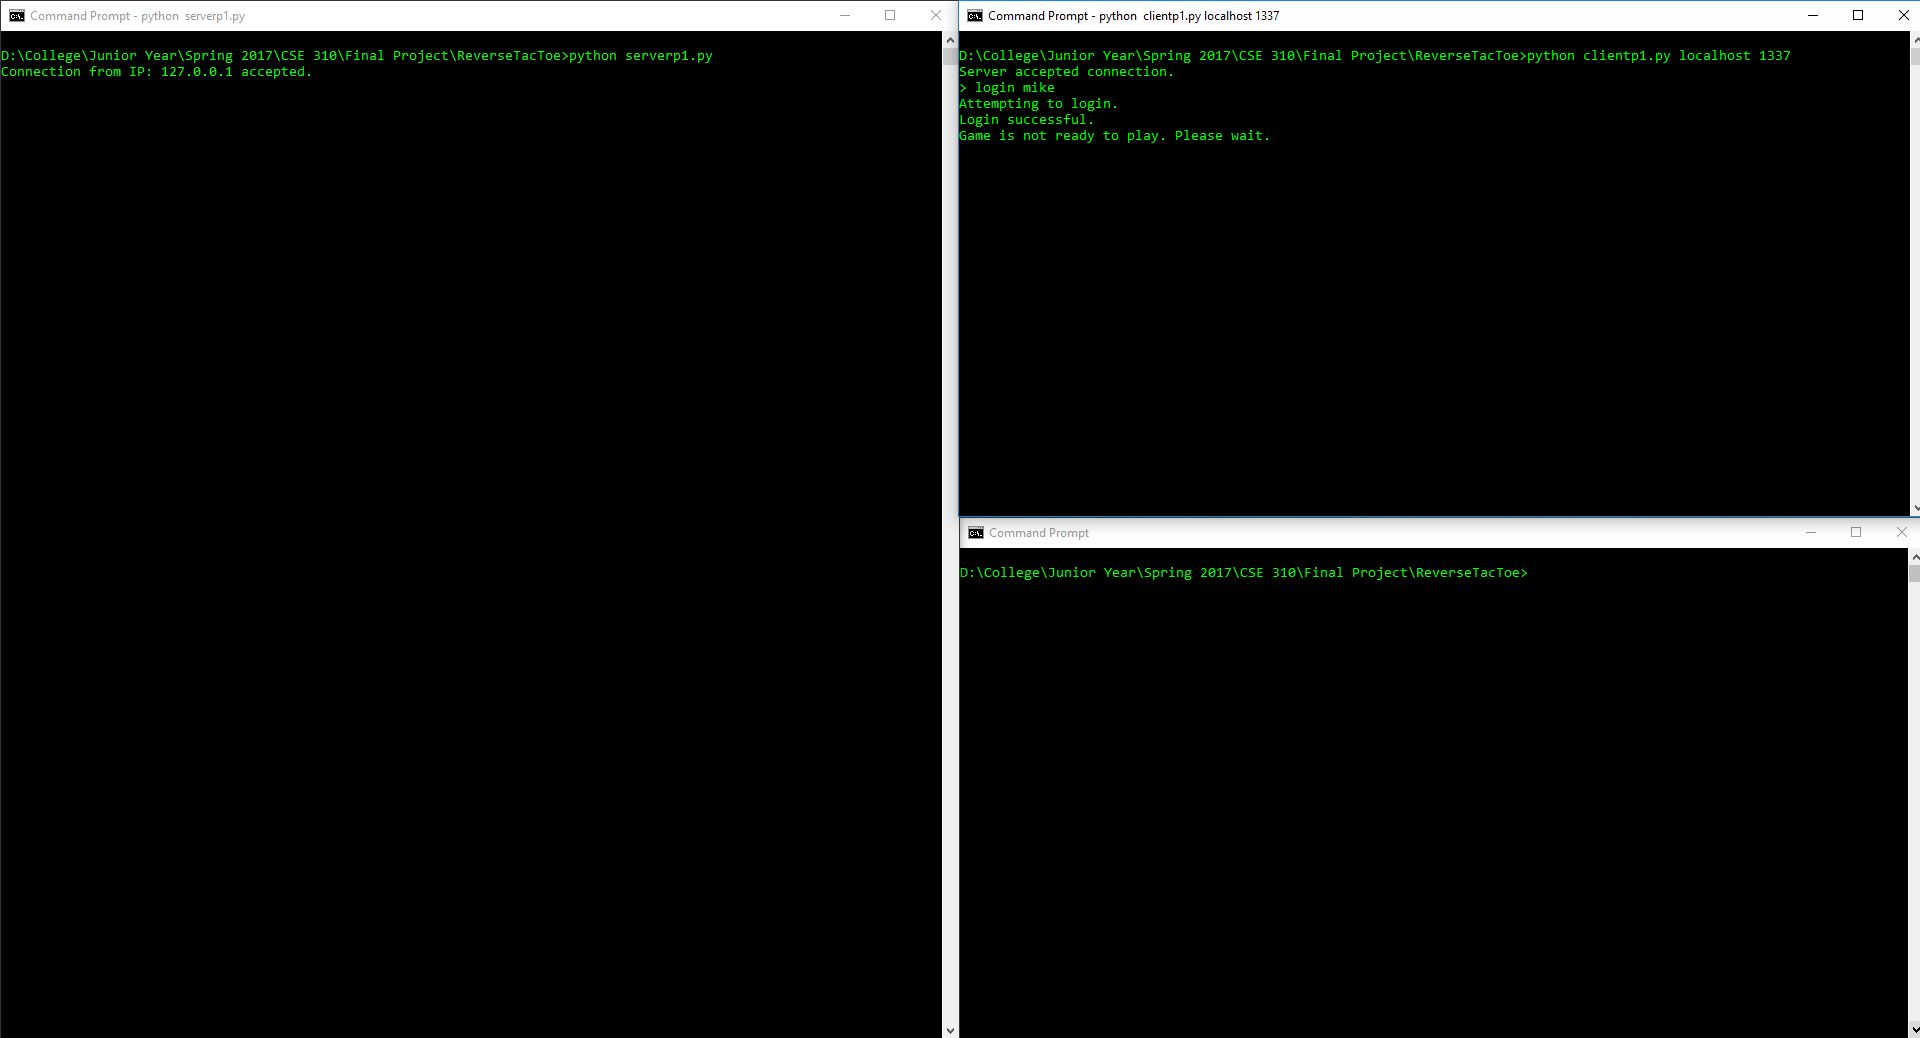 Command Prompt - python  serverp1.py
D:\College\Junior Year\Spring 2017\CSE 310\Final Project\ReverseTacToe>python serverp1.py
Connection from IP: 127.0.0.1 accepted.
Command Prompt - python  clientp1.py localhost 1337
D:\College\Junior Year\Spring 2017\CSE 310\Final Project\ReverseTacToe>python clientp1.py localhost 1337
Server accepted connection.
> login mike
Attempting to login.
Login successful.
Game is not ready to play. Please wait.
Command Prompt
D:\College\Junior Year\Spring 2017\CSE 310\Final Project\ReverseTacToe>